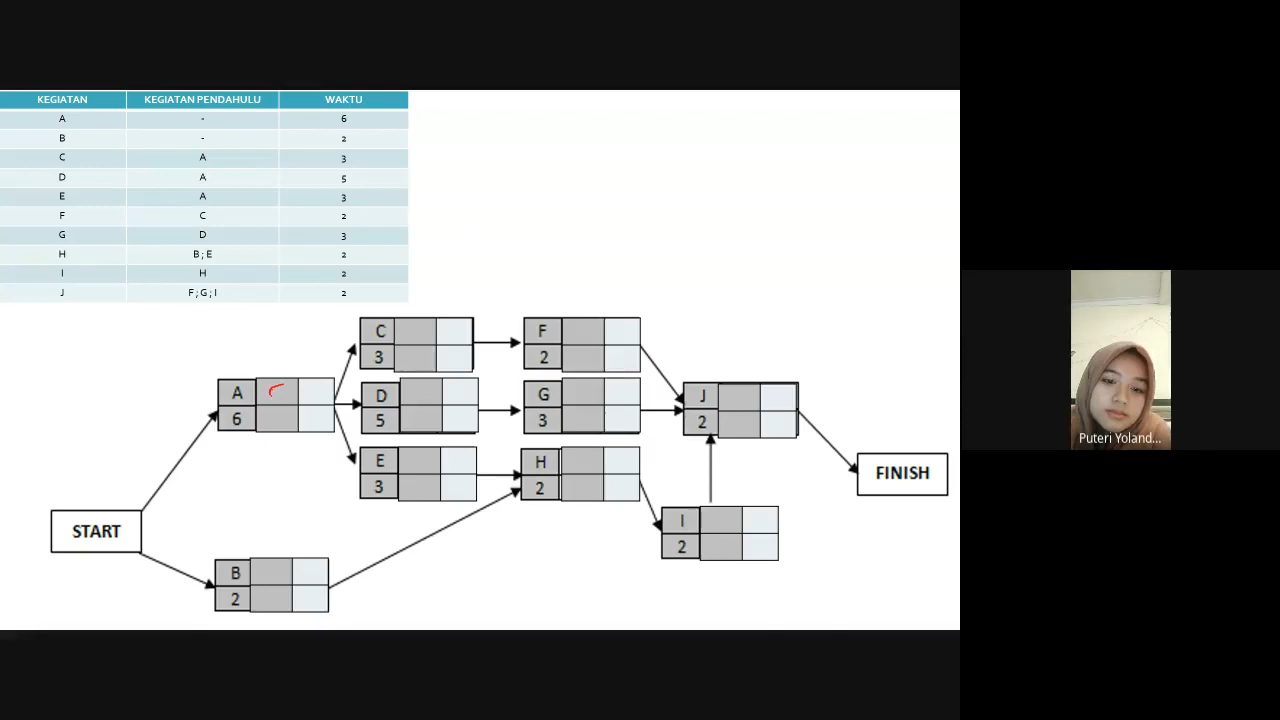 KEGIATAN KEGIATAN PENDAHULU WAKTU
A - 6
B - 2
C A 3
D A 5
E A 3
F C 2
G D 3
H B ; E 2
I H 2
J F ; G ; I 2
C
3
F
2
A
6
D
5
G
3
J
2
E
3
H
2
FINISH
START
I
2
B
2
Puteri Yoland...